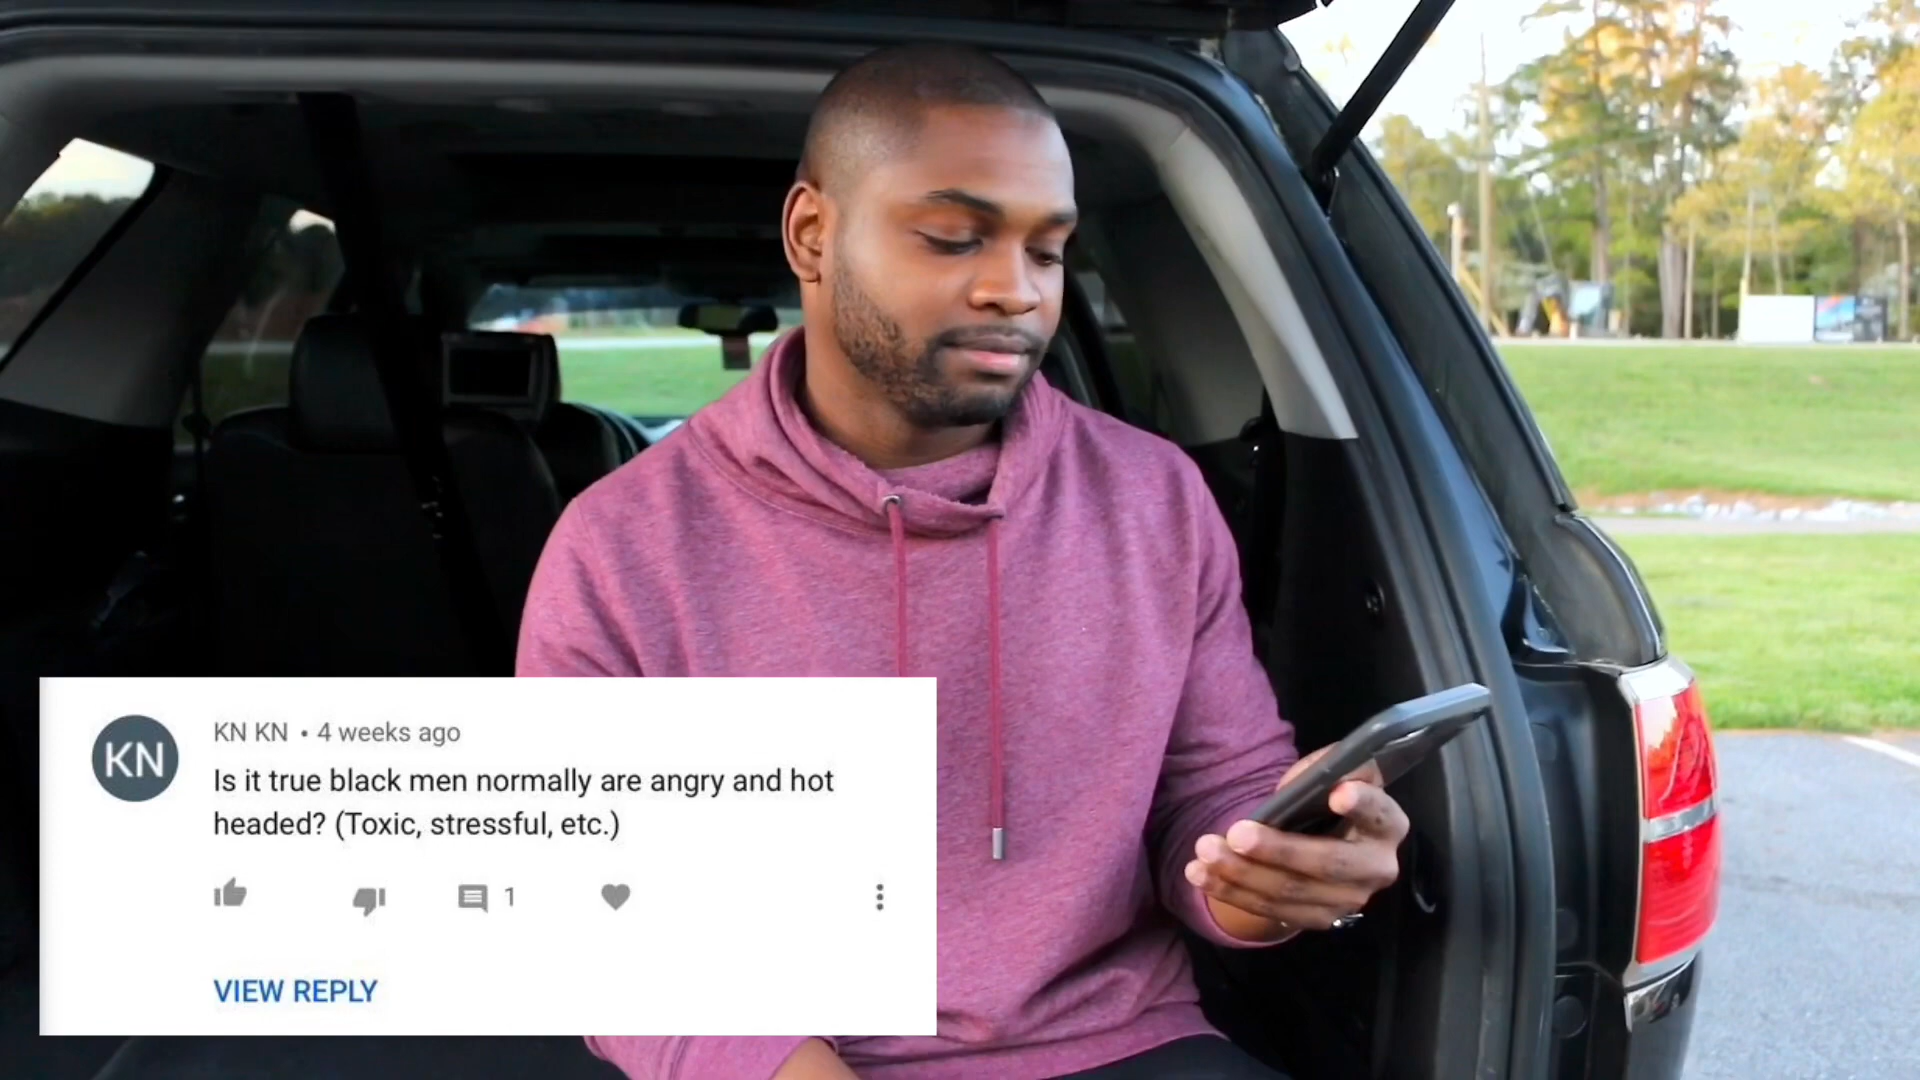 KN
KN KN • 4 weeks ago
Is it true black men normally are angry and hot
headed? (Toxic, stressful, etc.)
1
VIEW REPLY